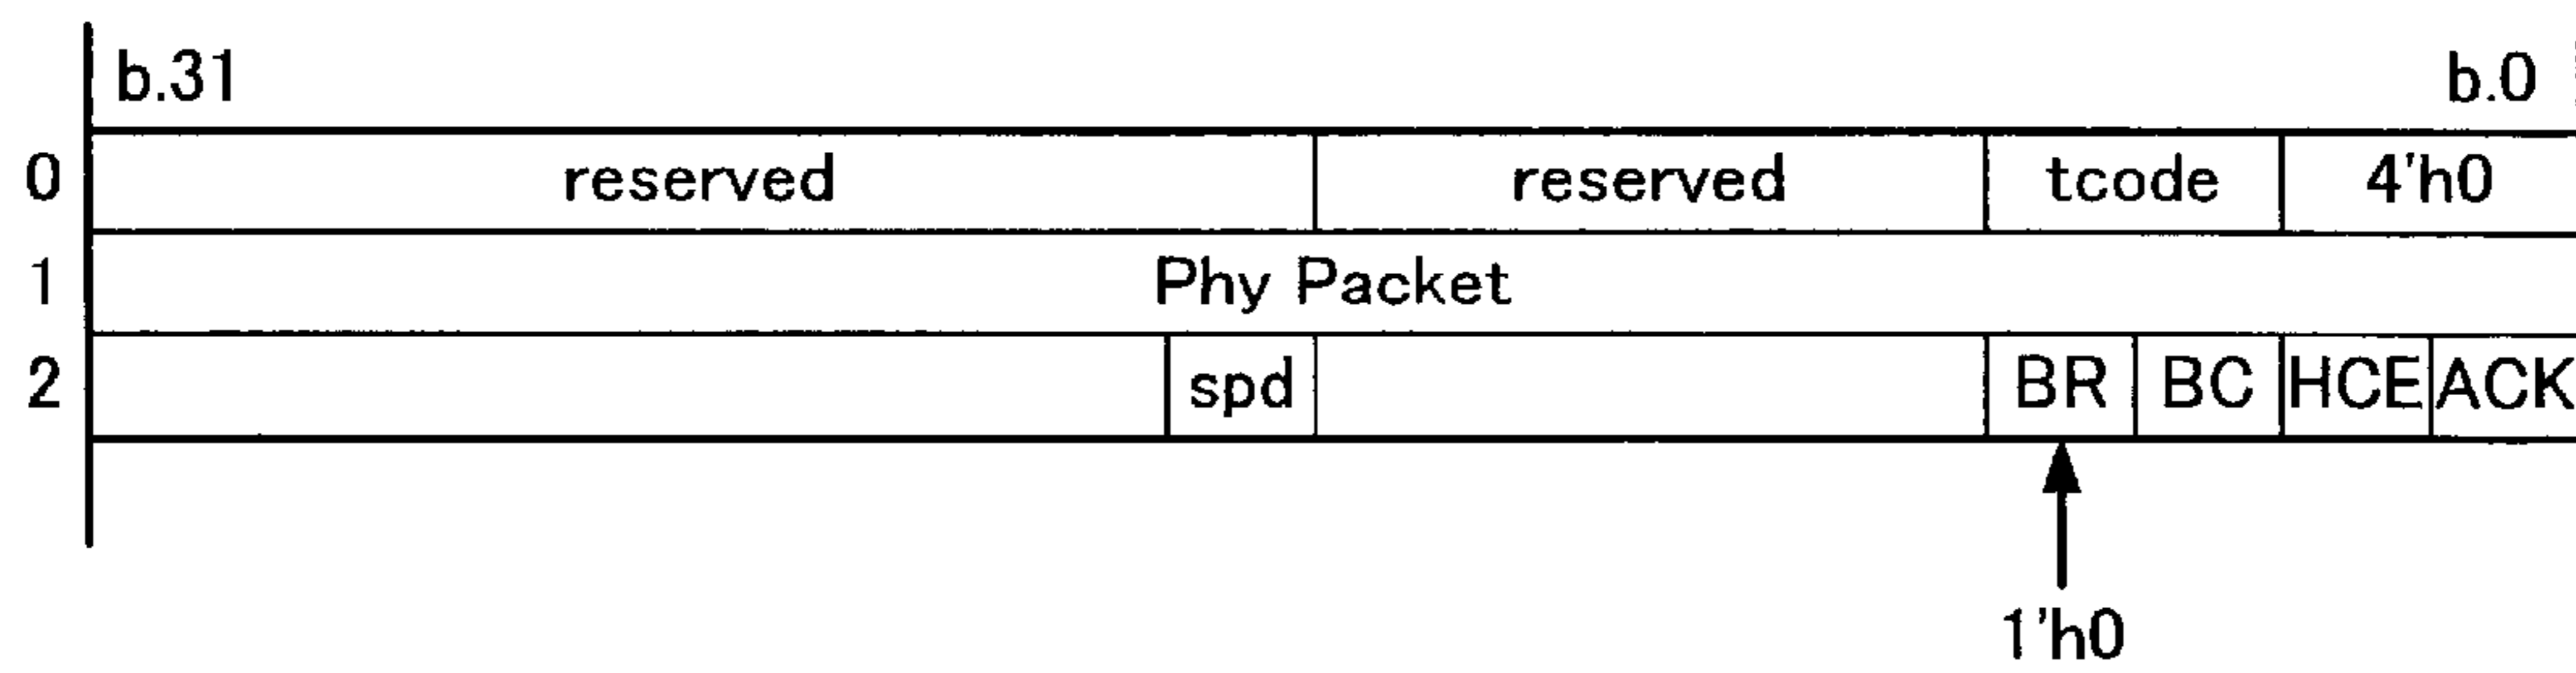 b.31 b.0
0 reserved reserved tcode 4'h0
1 Phy Packet
2 spd BR BC HCE ACK
1'h0